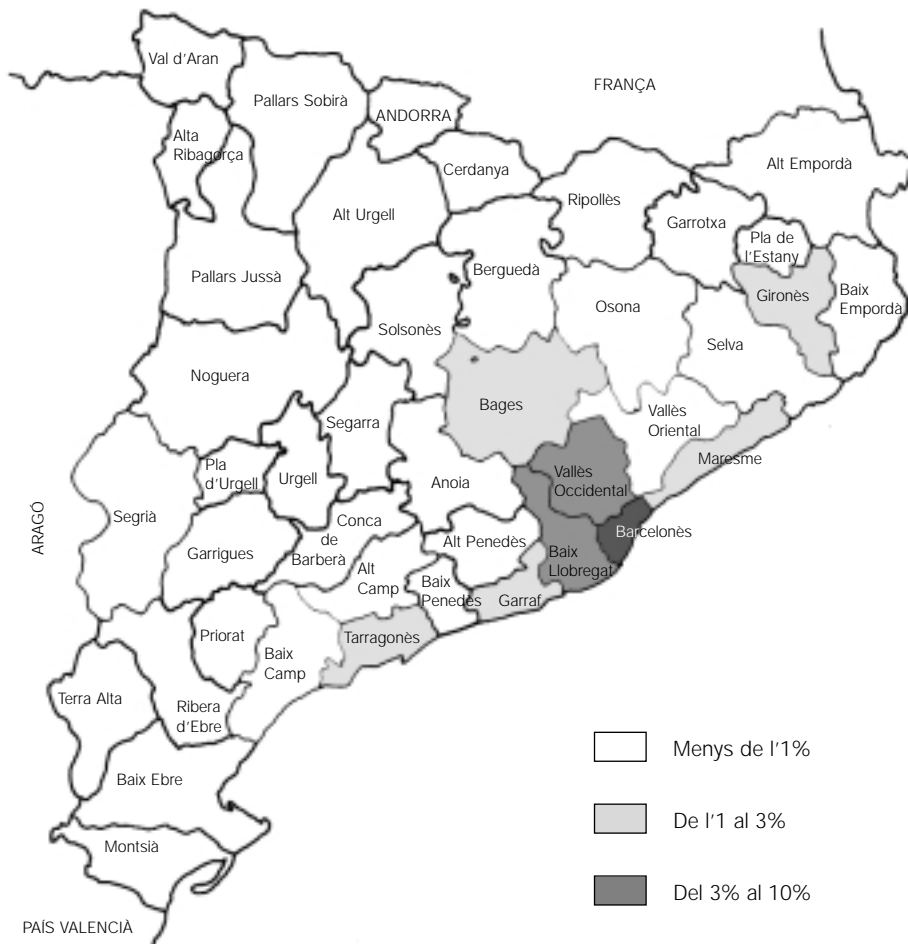 Val d'Aran
FRANÇA
Pallars Sobirà
ANDORRA
Alta
Ribagorça
Cerdanya
Alt Empordà
Ripollès
Alt Urgell
Garrotxa
Pla de
l'Estany
Berguedà
Pallars Jussà
Gironès
Baix
Empordà
Osona
Solsonès
Selva
Noguera
Bages
Vallès
Oriental
Segarra
Maresme
Pla
d'Urgell
Urgell
Anoia
Vallès
Occidental
Segrià
ARAGÓ
Conca
de
Barberà
Barcelonès
Alt Penedès
Garrigues
Baix
Llobregat
Alt
Camp
Baix
Penedès
Garraf
Priorat
Tarragonès
Baix
Camp
Terra Alta
Ribera
d'Ebre
Menys de l'1%
Baix Ebre
De l'1 al 3%
Montsià
Del 3% al 10%
PAÍS VALENCIÀ